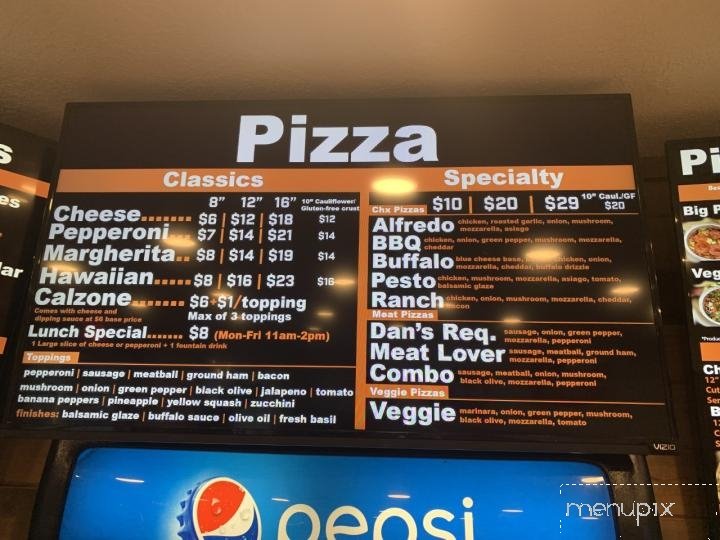 Pizza
Classics
8" 12" 16" 10" Cauliflower/
Gluten-free crust
Cheese....... $6 | $12 | $18 $12
Pepperoni.... $7 | $14 | $21 $14
Margherita.. $8 | $14 | $19 $14
Hawaiian..... $8 | $16 | $23 $16
Calzone........ $6+$1/topping
Comes with cheese and
dipping sauce at $6 base price
Max of 3 toppings
Lunch Special....... $8 (Mon-Fri 11am-2pm)
1 Large slice of cheese or pepperoni + 1 fountain drink
Toppings
pepperoni | sausage | meatball | ground ham | bacon
mushroom | onion | green pepper | black olive | jalapeno | tomato
banana peppers | pineapple | yellow squash | zucchini
finishes: balsamic glaze | buffalo sauce | olive oil | fresh basil
Specialty
Chx Pizzas $10 | $20 | $29 10" Caul./GF
$20
Alfredo chicken, roasted garlic, onion, mushroom,
mozzarella, asiago
BBQ chicken, onion, green pepper, mushroom, mozzarella,
cheddar
Buffalo blue cheese base, chicken, onion,
mozzarella, cheddar, buffalo drizzle
Pesto chicken, onion, mushroom, mozzarella, asiago, tomato,
balsamic glaze
Ranch chicken, onion, mushroom, mozzarella, cheddar,
bacon
Meat Pizzas
Dan's Req. sausage, onion, green pepper,
mozzarella, pepperoni
Meat Lover sausage, meatball, ground ham,
mozzarella, pepperoni
Combo sausage, meatball, onion, mushroom,
black olive, mozzarella, pepperoni
Veggie Pizzas
Veggie marinara, onion, green pepper, mushroom,
black olive, mozzarella, tomato
VIZIO
pepsi
menupix
Big P